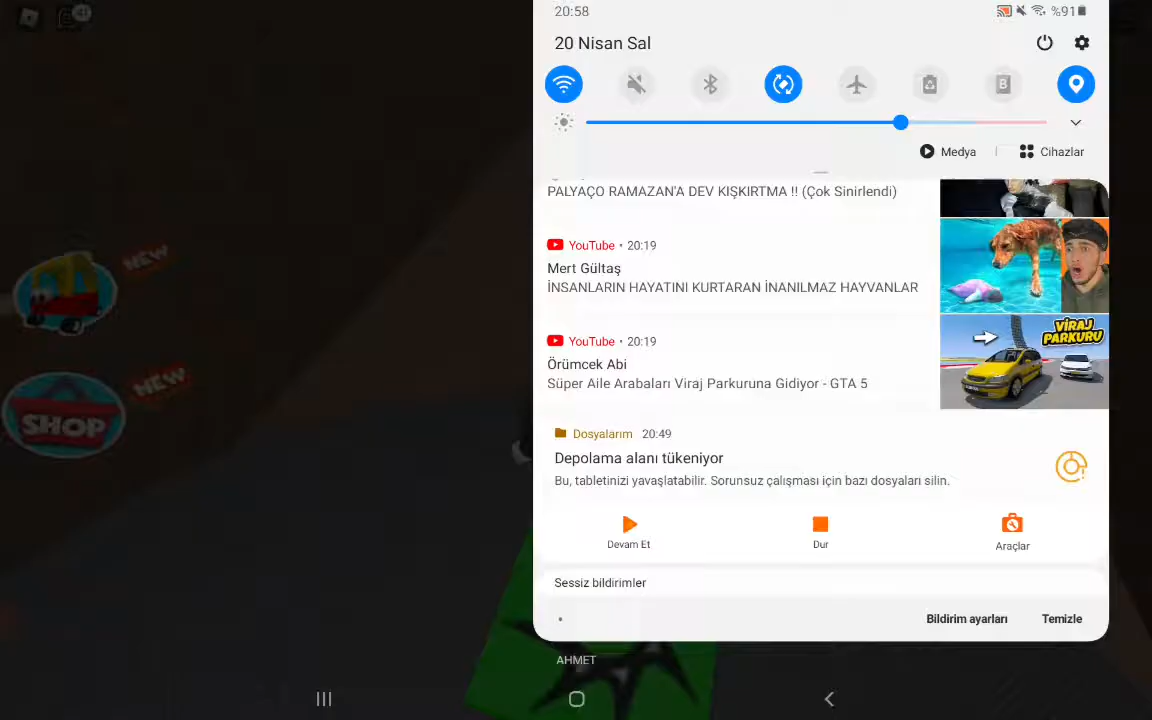 20:58
%91
20 Nisan Sal
Medya
Cihazlar
PALYAÇO RAMAZAN'A DEV KIŞKIRTMA !! (Çok Sinirlendi)
YouTube • 20:19
Mert Gültaş
İNSANLARIN HAYATINI KURTARAN İNANILMAZ HAYVANLAR
YouTube • 20:19
Örümcek Abi
Süper Aile Arabaları Viraj Parkuruna Gidiyor - GTA 5
VİRAJ
PARKURU
Dosyalarım 20:49
Depolama alanı tükeniyor
Bu, tabletinizi yavaşlatabilir. Sorunsuz çalışması için bazı dosyaları silin.
Devam Et
Dur
Araçlar
Sessiz bildirimler
Bildirim ayarları
Temizle
AHMET
NEW
NEW
SHOP